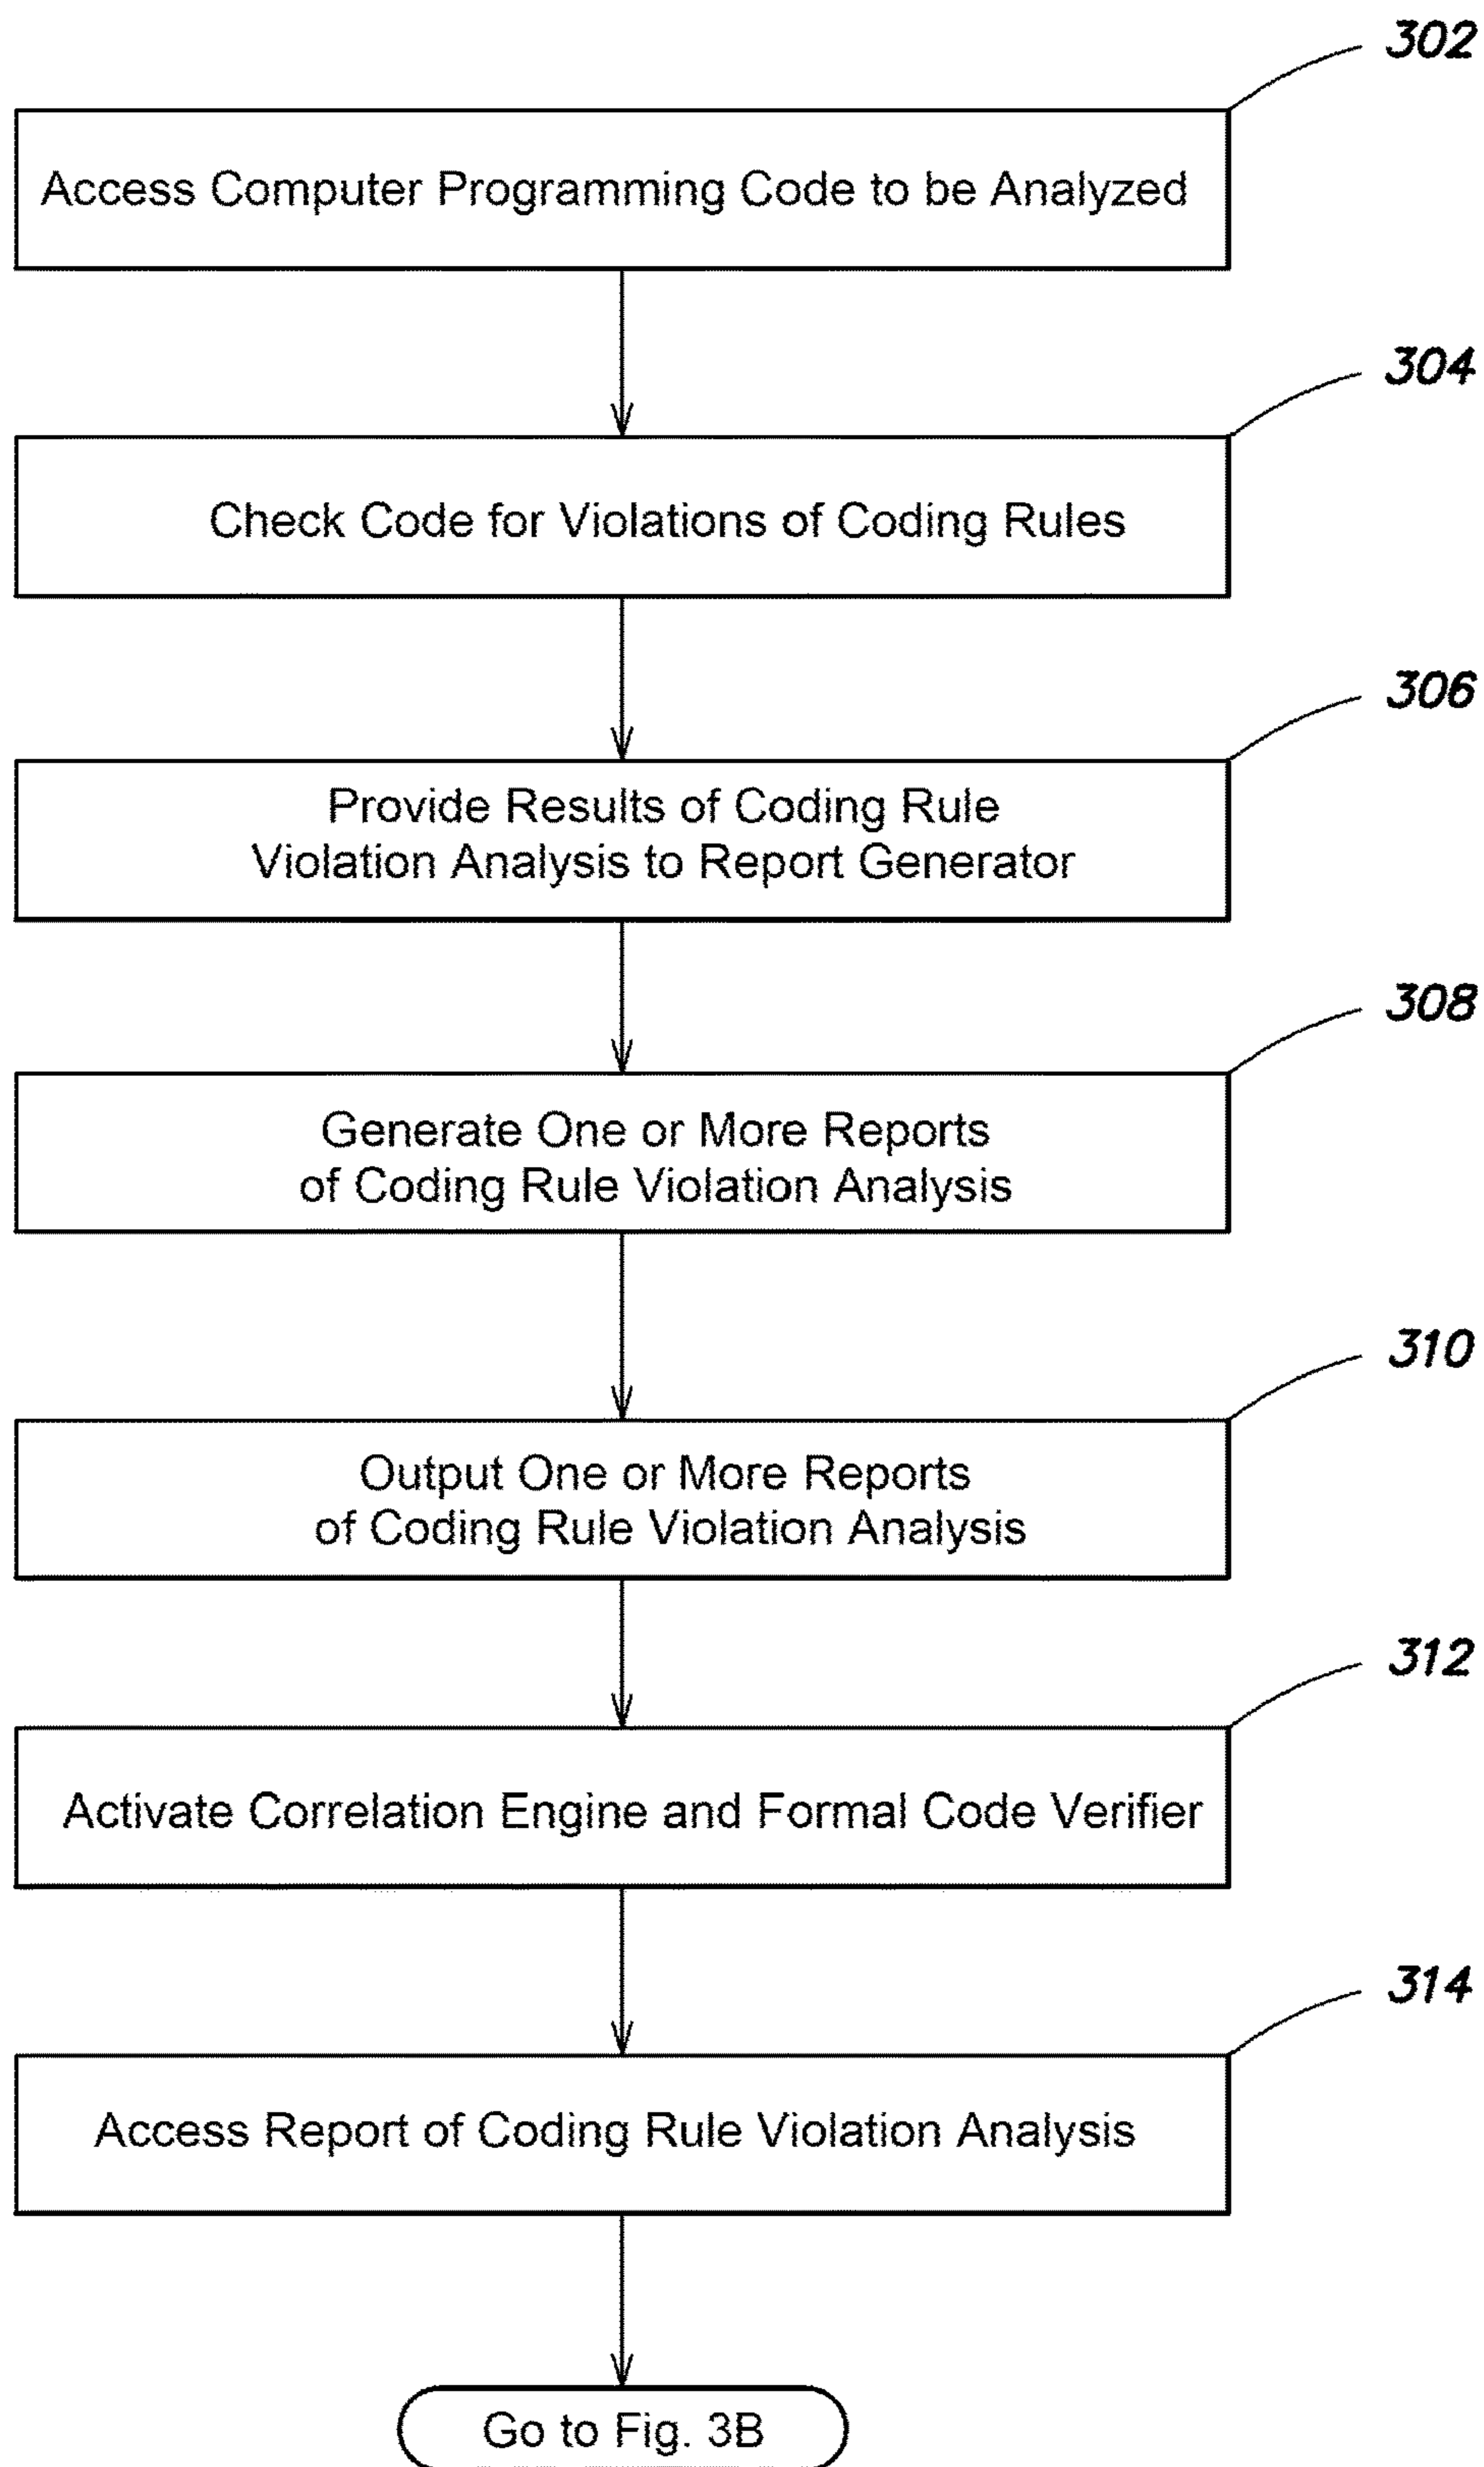 302
Access Computer Programming Code to be Analyzed
304
Check Code for Violations of Coding Rules
306
Provide Results of Coding Rule
Violation Analysis to Report Generator
308
Generate One or More Reports
of Coding Rule Violation Analysis
310
Output One or More Reports
of Coding Rule Violation Analysis
312
Activate Correlation Engine and Formal Code Verifier
314
Access Report of Coding Rule Violation Analysis
Go to Fig. 3B